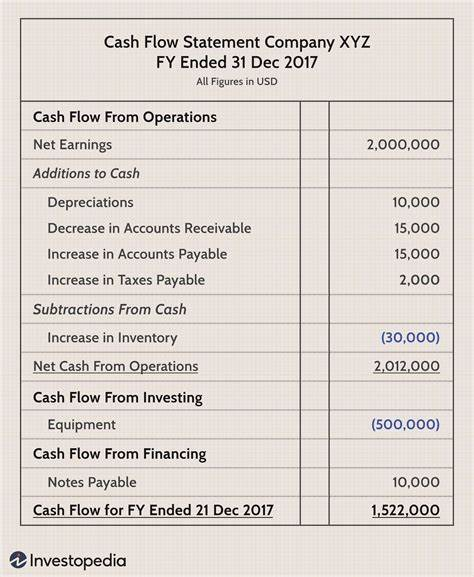 Cash Flow Statement Company XYZ
FY Ended 31 Dec 2017
All Figures in USD
Cash Flow From Operations
Net Earnings 2,000,000
Additions to Cash
Depreciations 10,000
Decrease in Accounts Receivable 15,000
Increase in Accounts Payable 15,000
Increase in Taxes Payable 2,000
Subtractions From Cash
Increase in Inventory (30,000)
Net Cash From Operations 2,012,000
Cash Flow From Investing
Equipment (500,000)
Cash Flow From Financing
Notes Payable 10,000
Cash Flow for FY Ended 21 Dec 2017 1,522,000
Investopedia